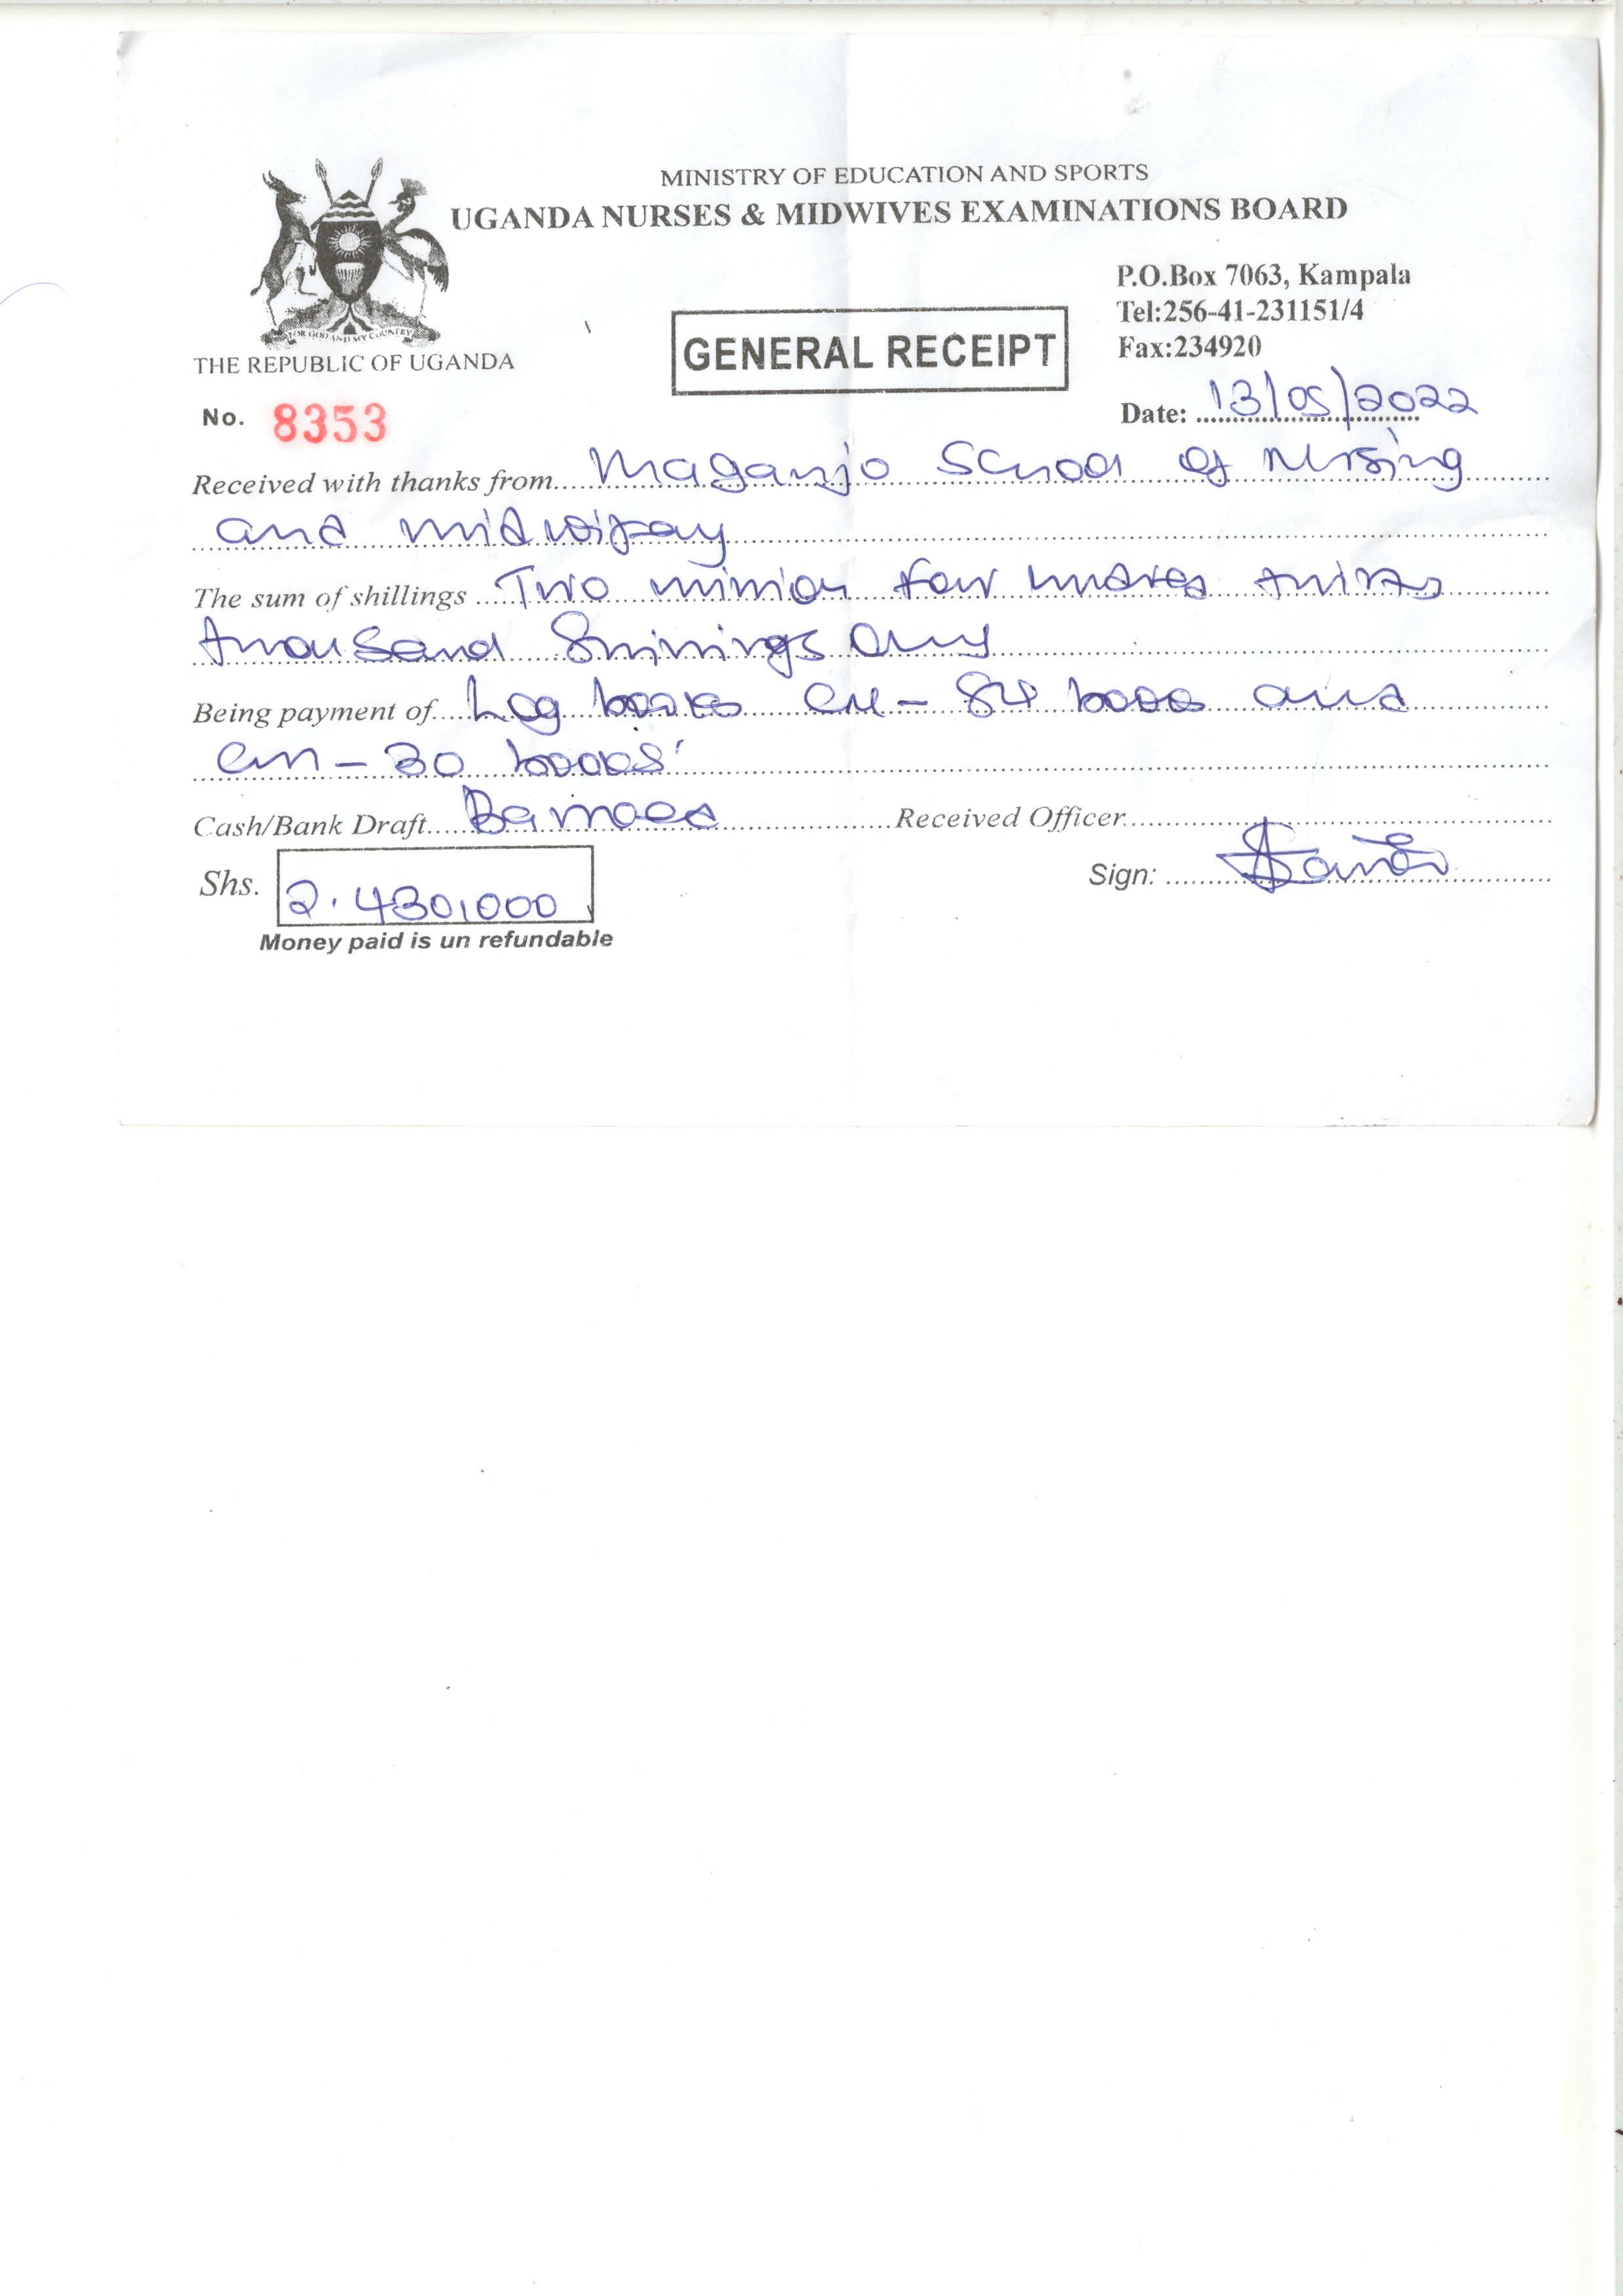 MINISTRY OF EDUCATION AND SPORTS
UGANDA NURSES & MIDWIVES EXAMINATIONS BOARD
P.O.Box 7063, Kampala
Tel:256-41-231151/4
Fax:234920
FOR GOD AND MY COUNTRY
THE REPUBLIC OF UGANDA
GENERAL RECEIPT
No. 8353
Date: 13/05/2022
Received with thanks from Maganjo School of Nursing
and midwifery
The sum of shillings Two million four hundred thirty
thousand Shillings Only
Being payment of Log books CN - 84 books and
CM - 30 books
Cash/Bank Draft Received Officer
Shs. 2.430,000
Sign:
Money paid is un refundable